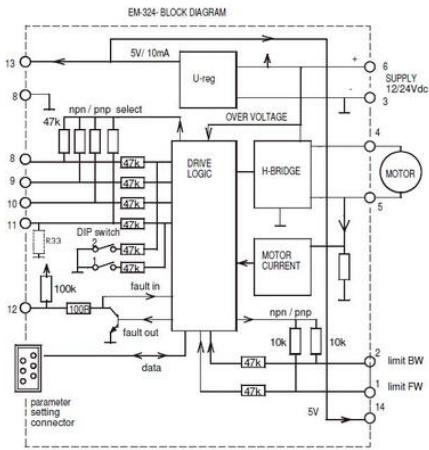 EM-324- BLOCK DIAGRAM
5V/ 10mA
13
U-reg
+
6
SUPPLY
12/24Vdc
-
3
8
npn / pnp select
47k
OVER VOLTAGE
4
DRIVE
LOGIC
H-BRIDGE
MOTOR
8
47k
9
47k
10
47k
5
11
47k
R33
DIP switch
2
47k
1
47k
MOTOR
CURRENT
100k
fault in
12
100R
fault out
npn / pnp
10k
10k
data
47k
2
limit BW
47k
1
limit FW
parameter
setting
connector
5V
14